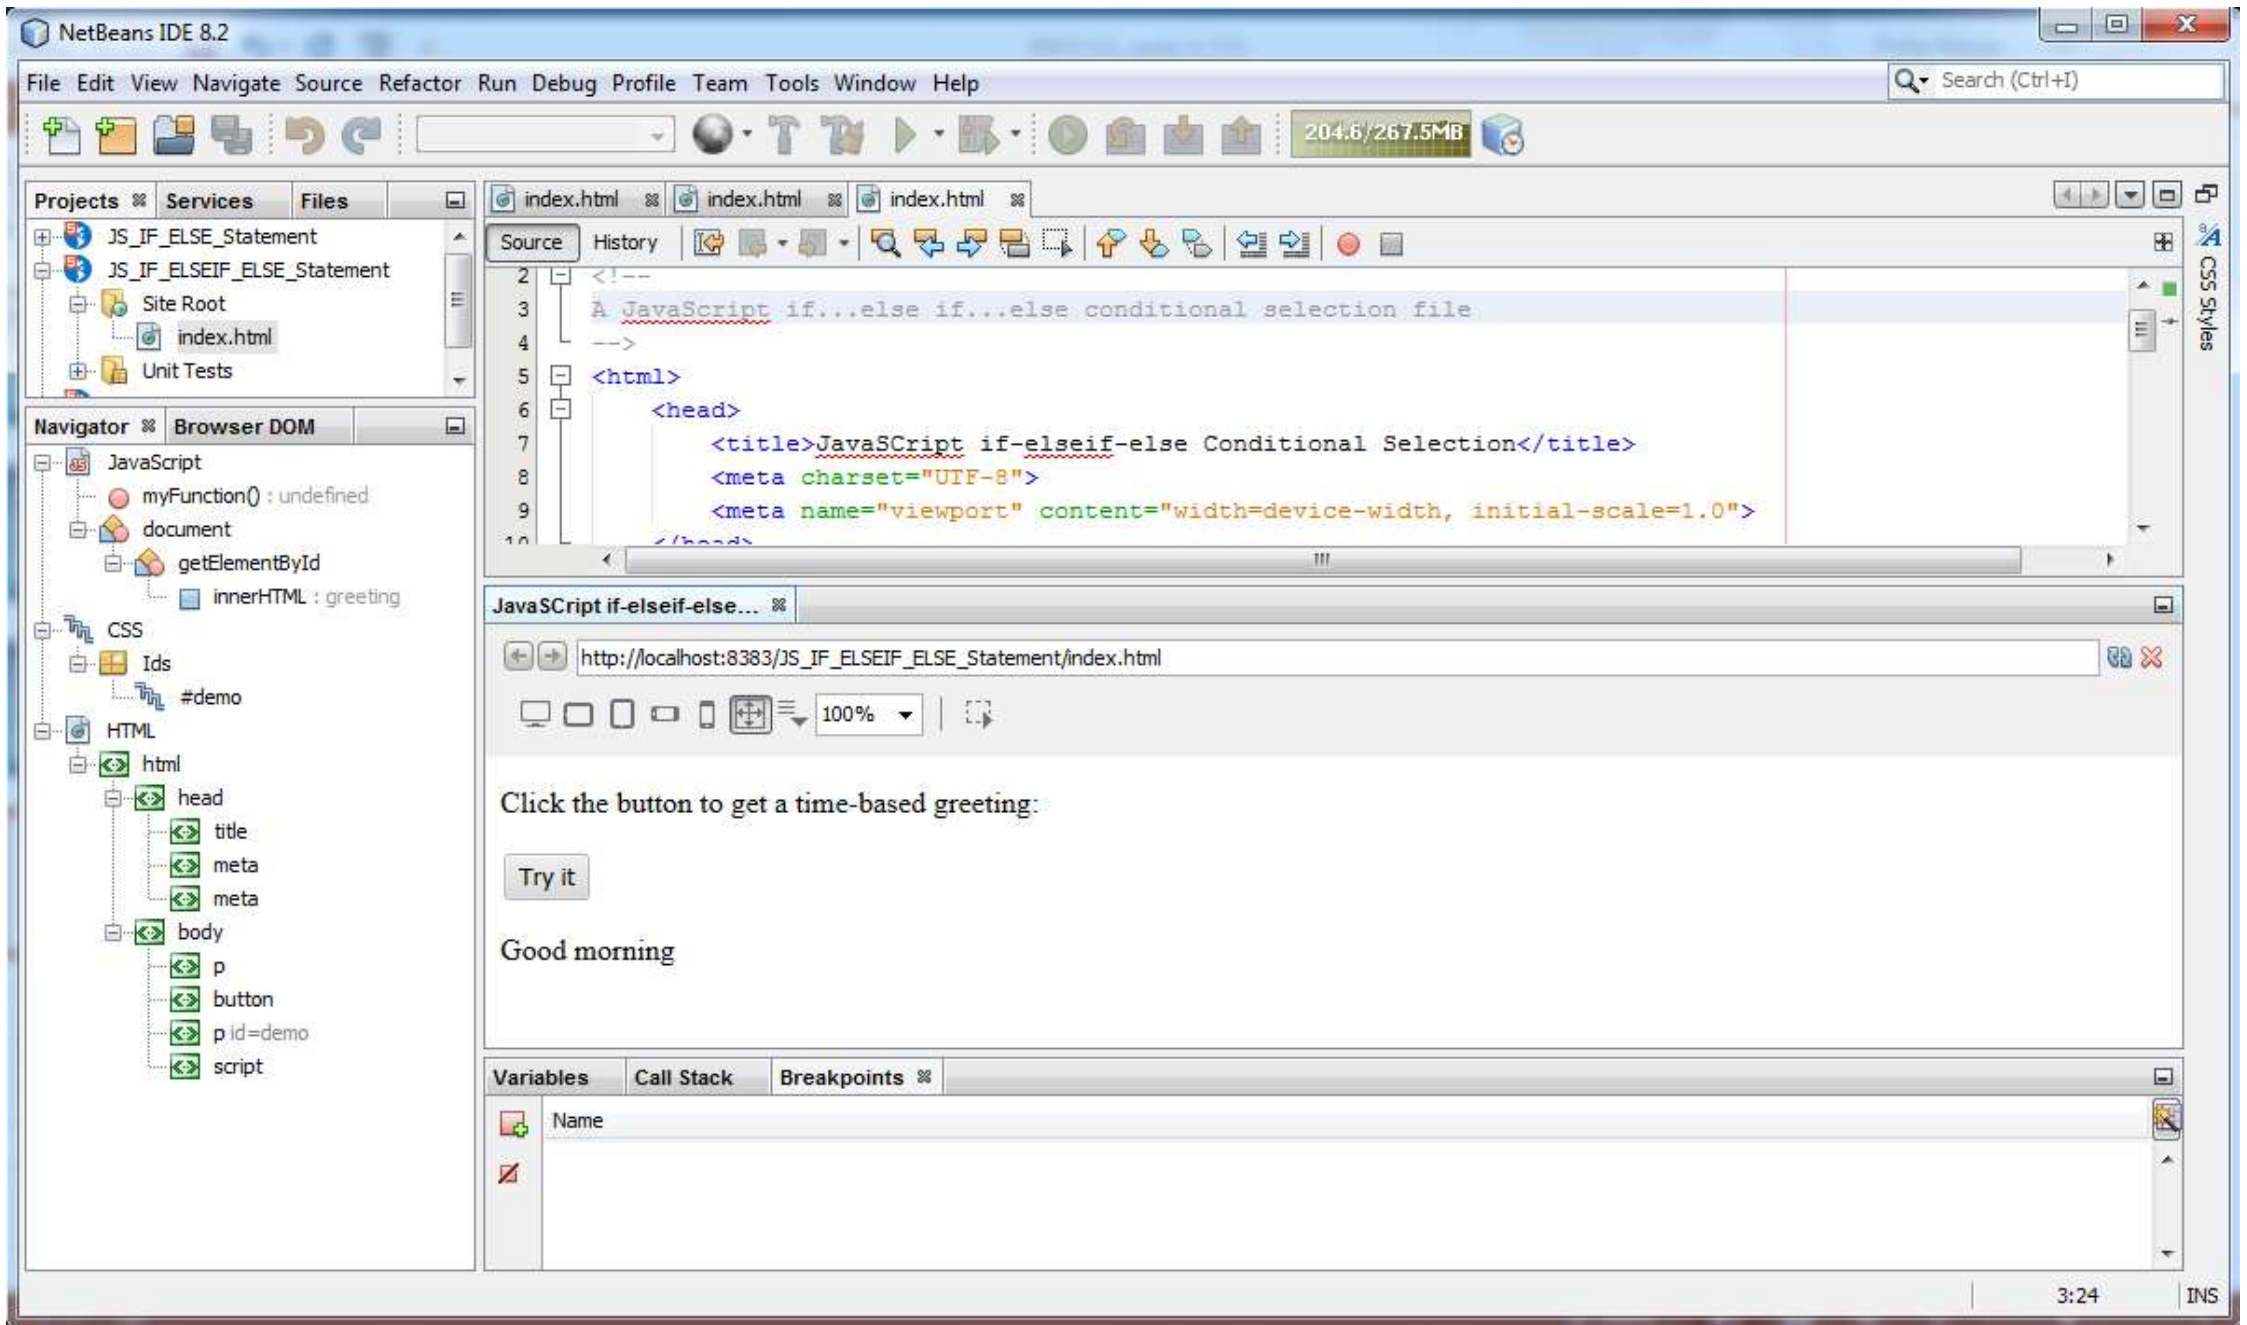 NetBeans IDE 8.2
File Edit View Navigate Source Refactor Run Debug Profile Team Tools Window Help
Search (Ctrl+I)
204.6/267.5MB
Projects Services Files
JS_IF_ELSE_Statement
JS_IF_ELSEIF_ELSE_Statement
Site Root
index.html
Unit Tests
Navigator Browser DOM
JavaScript
myFunction() : undefined
document
getElementById
innerHTML : greeting
CSS
Ids
#demo
HTML
html
head
title
meta
meta
body
p
button
p id=demo
script
index.html index.html index.html
Source History
2 <!--
3 A JavaScript if...else if...else conditional selection file
4 -->
5 <html>
6 <head>
7 <title>JavaSCript if-elseif-else Conditional Selection</title>
8 <meta charset="UTF-8">
9 <meta name="viewport" content="width=device-width, initial-scale=1.0">
10 </head>
CSS Styles
JavaSCript if-elseif-else...
http://localhost:8383/JS_IF_ELSEIF_ELSE_Statement/index.html
100%
Click the button to get a time-based greeting:
Try it
Good morning
Variables Call Stack Breakpoints
Name
3:24 INS